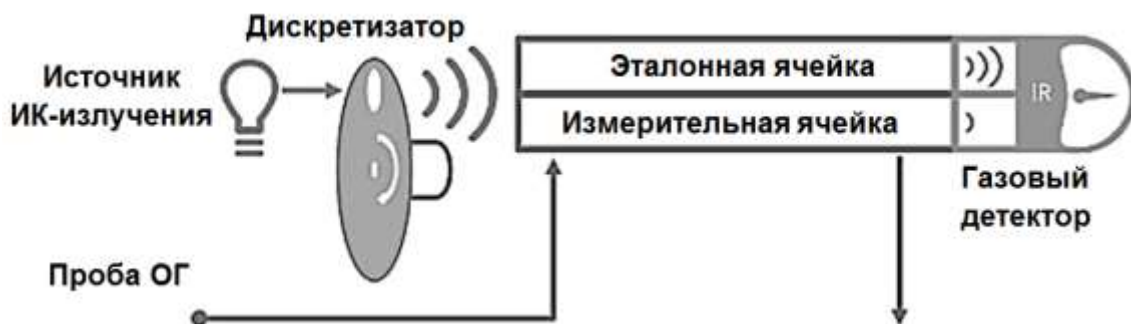 Дискретизатор
Источник
ИК-излучения
Эталонная ячейка
IR
Измерительная ячейка
Газовый
детектор
Проба ОГ